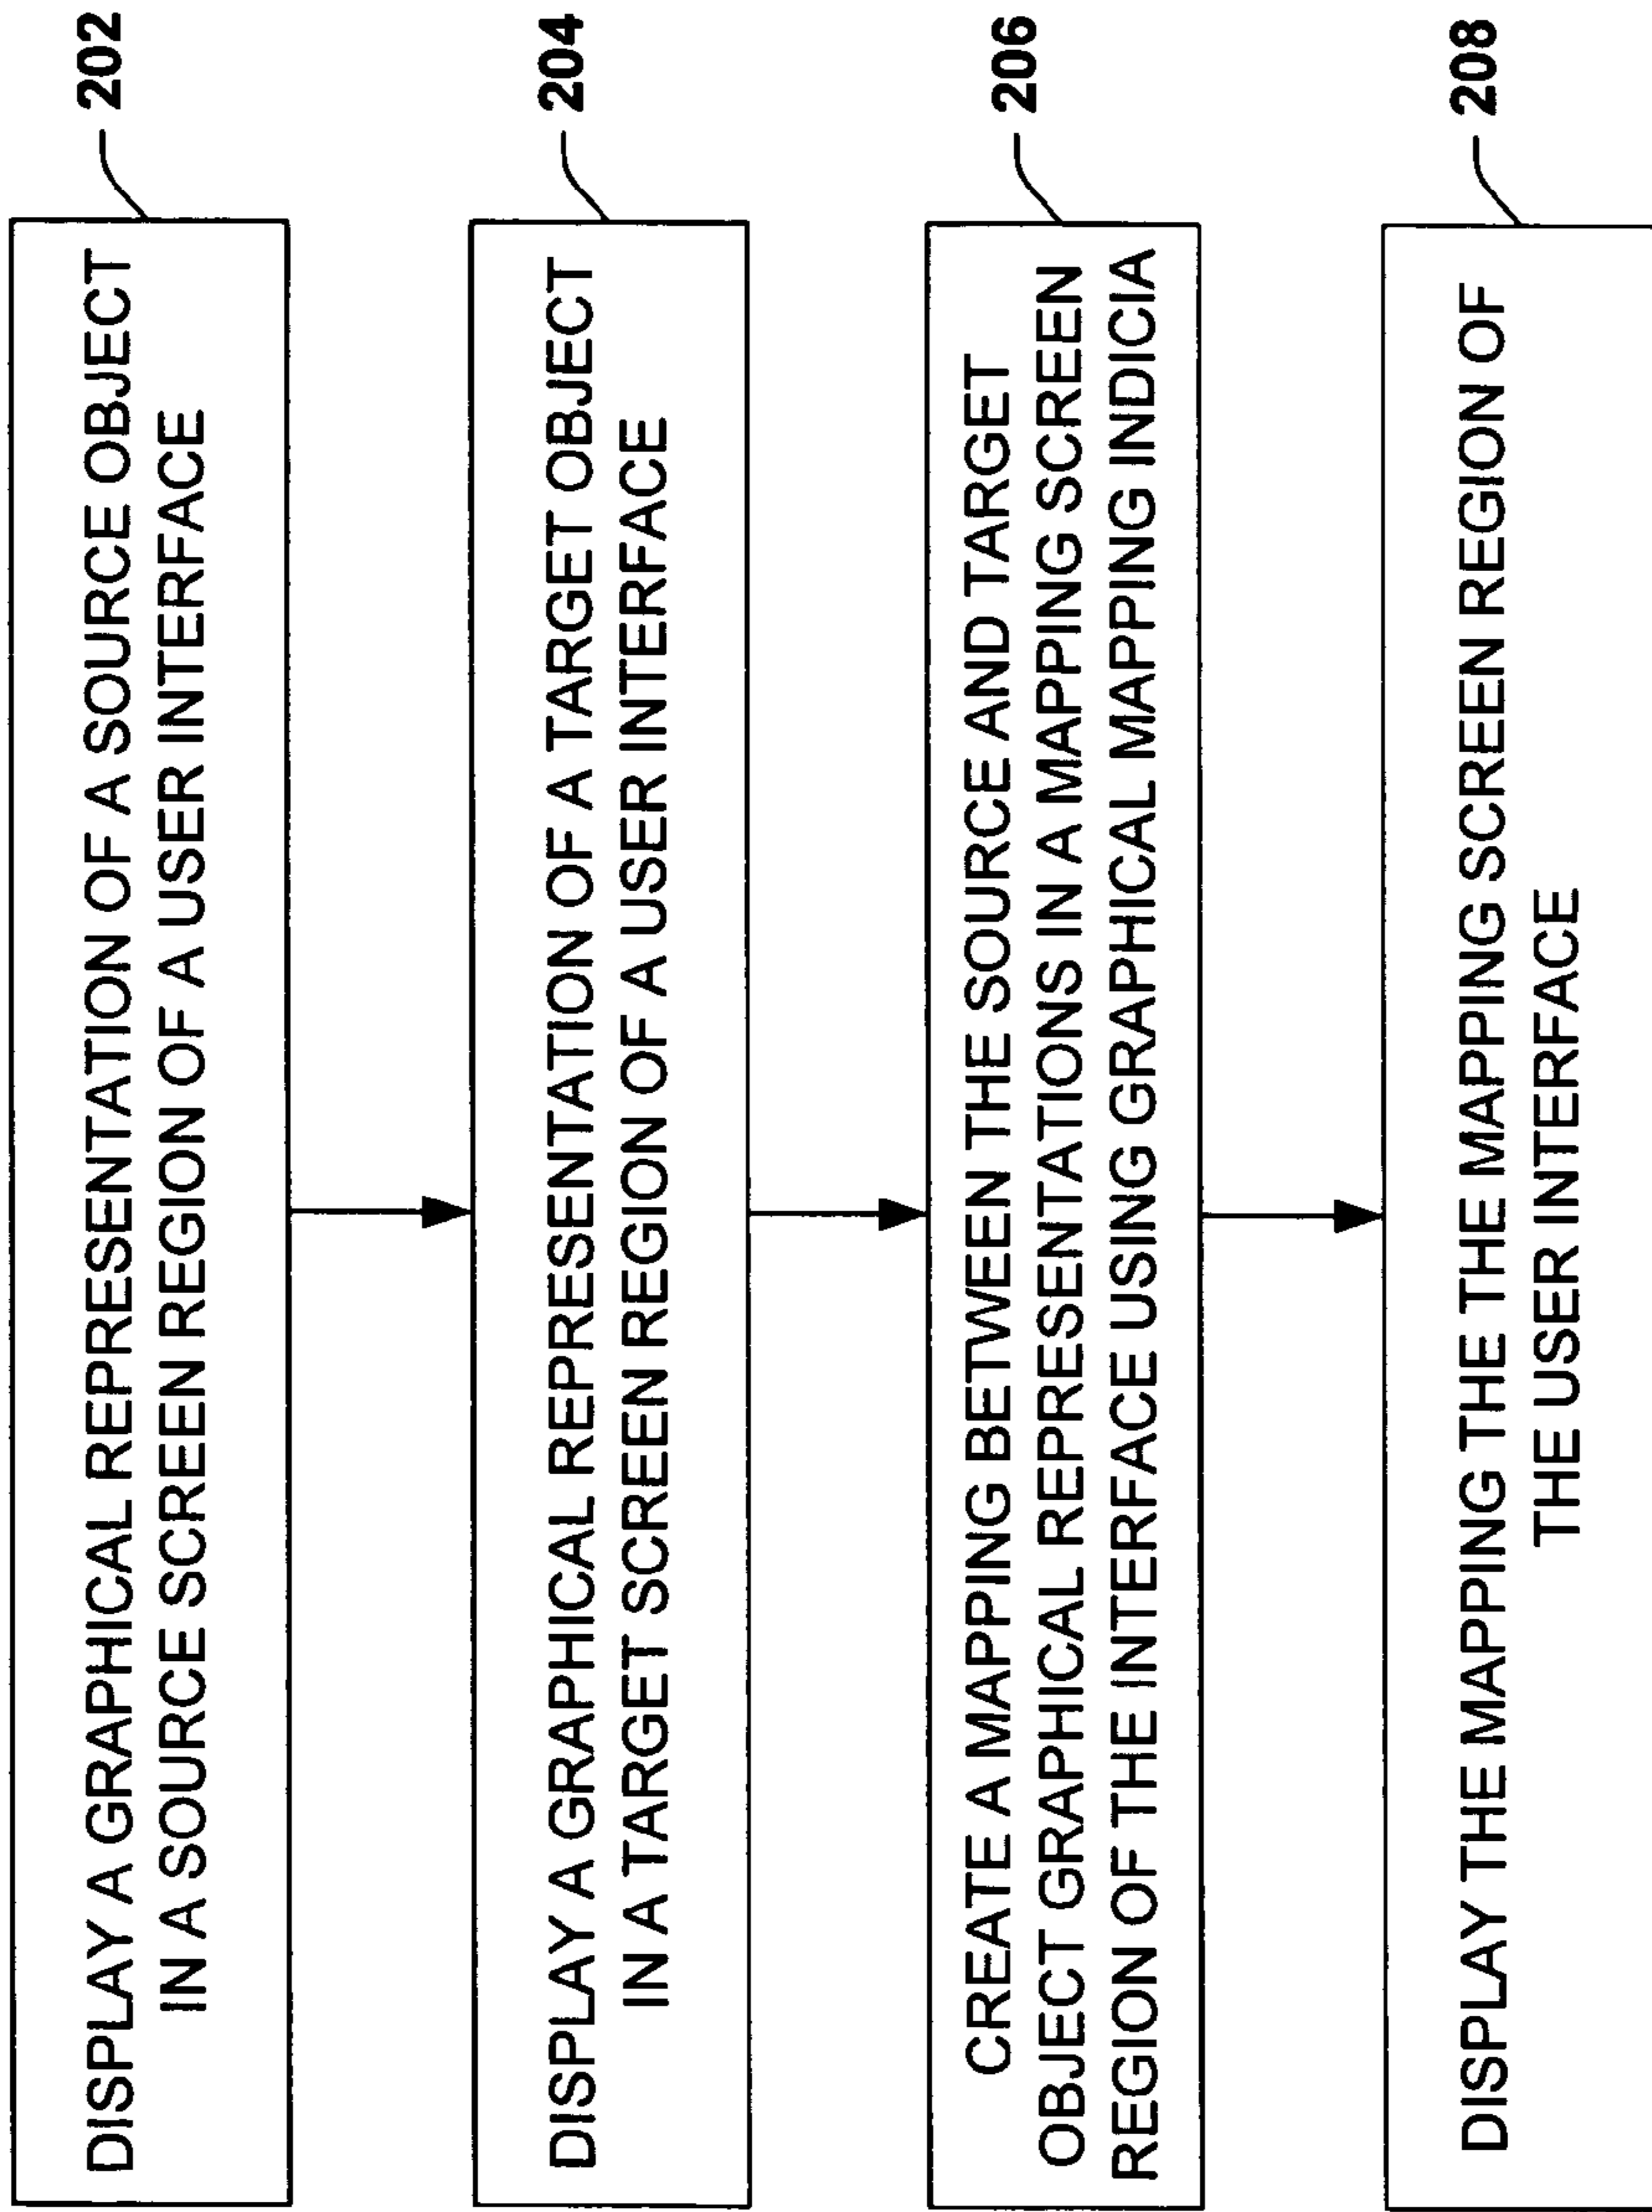 202
DISPLAY A GRAPHICAL REPRESENTATION OF A SOURCE OBJECT
IN A SOURCE SCREEN REGION OF A USER INTERFACE
204
DISPLAY A GRAPHICAL REPRESENTATION OF A TARGET OBJECT
IN A TARGET SCREEN REGION OF A USER INTERFACE
206
CREATE A MAPPING BETWEEN THE SOURCE AND TARGET
OBJECT GRAPHICAL REPRESENTATIONS IN A MAPPING SCREEN
REGION OF THE INTERFACE USING GRAPHICAL MAPPING INDICIA
208
DISPLAY THE MAPPING THE THE MAPPING SCREEN REGION OF
THE USER INTERFACE